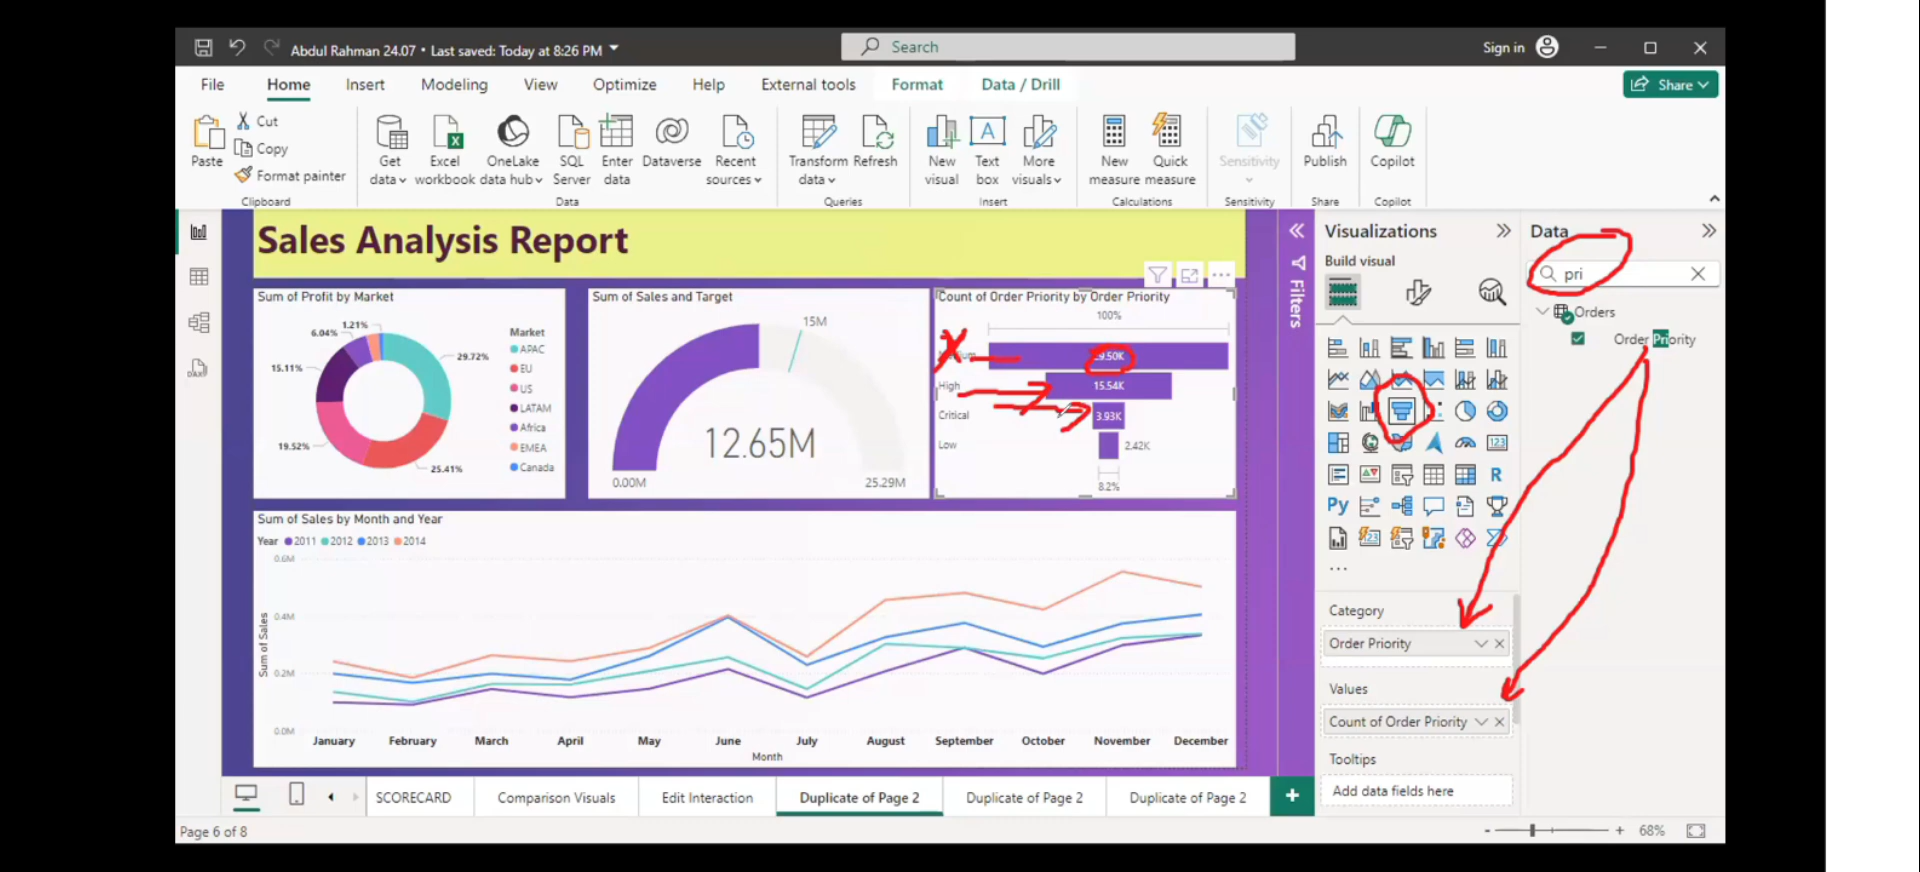 Abdul Rahman 24.07 • Last saved: Today at 8:26 PM
Search
Sign in
File Home Insert Modeling View Optimize Help External tools Format Data / Drill
Share
Paste
Cut
Copy
Format painter
Clipboard
Get data
Excel workbook
OneLake data hub
SQL Server
Enter data
Dataverse
Recent sources
Data
Transform data
Refresh
Queries
New visual
Text box
More visuals
Insert
New measure
Quick measure
Calculations
Sensitivity
Sensitivity
Publish
Share
Copilot
Copilot
Sales Analysis Report
Sum of Profit by Market
1.21%
6.04%
15.11%
19.52%
29.72%
25.41%
Market
APAC
EU
US
LATAM
Africa
EMEA
Canada
Sum of Sales and Target
15M
12.65M
0.00M
25.29M
Count of Order Priority by Order Priority
100%
High
15.54K
Critical
3.93K
Low
2.42K
8.2%
Sum of Sales by Month and Year
Year 2011 2012 2013 2014
0.6M
0.4M
0.2M
0.0M
Sum of Sales
January February March April May June July August September October November December
Month
Filters
Visualizations
Build visual
123
R
Py
Category
Order Priority
Values
Count of Order Priority
Tooltips
Add data fields here
Data
pri
Orders
Order Priority
SCORECARD
Comparison Visuals
Edit Interaction
Duplicate of Page 2
Duplicate of Page 2
Duplicate of Page 2
Page 6 of 8
68%